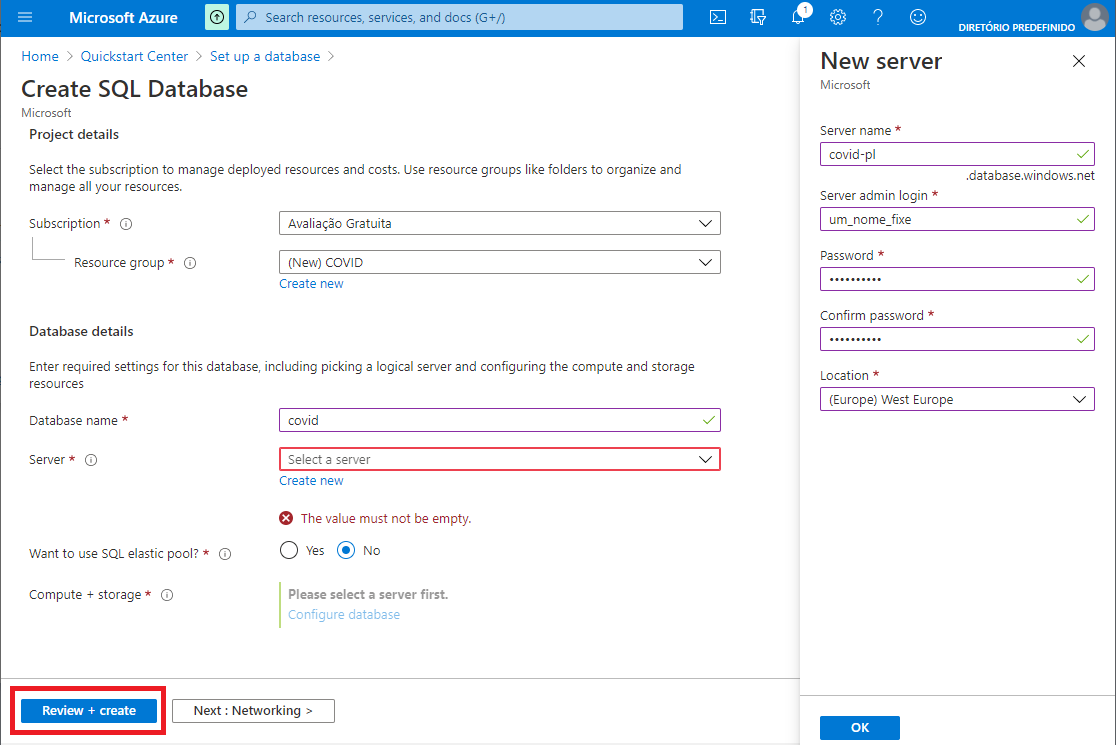 Microsoft Azure
Search resources, services, and docs (G+/)
1
DIRETÓRIO PREDEFINIDO
Home > Quickstart Center > Set up a database >
Create SQL Database
Microsoft
Project details
Select the subscription to manage deployed resources and costs. Use resource groups like folders to organize and
manage all your resources.
Subscription *
Avaliação Gratuita
Resource group *
(New) COVID
Create new
Database details
Enter required settings for this database, including picking a logical server and configuring the compute and storage
resources
Database name *
covid
Server *
Select a server
Create new
The value must not be empty.
Want to use SQL elastic pool? *
Yes No
Compute + storage *
Please select a server first.
Configure database
Review + create
Next : Networking >
New server
Microsoft
Server name *
covid-pl
.database.windows.net
Server admin login *
um_nome_fixe
Password *
••••••••••
Confirm password *
••••••••••
Location *
(Europe) West Europe
OK